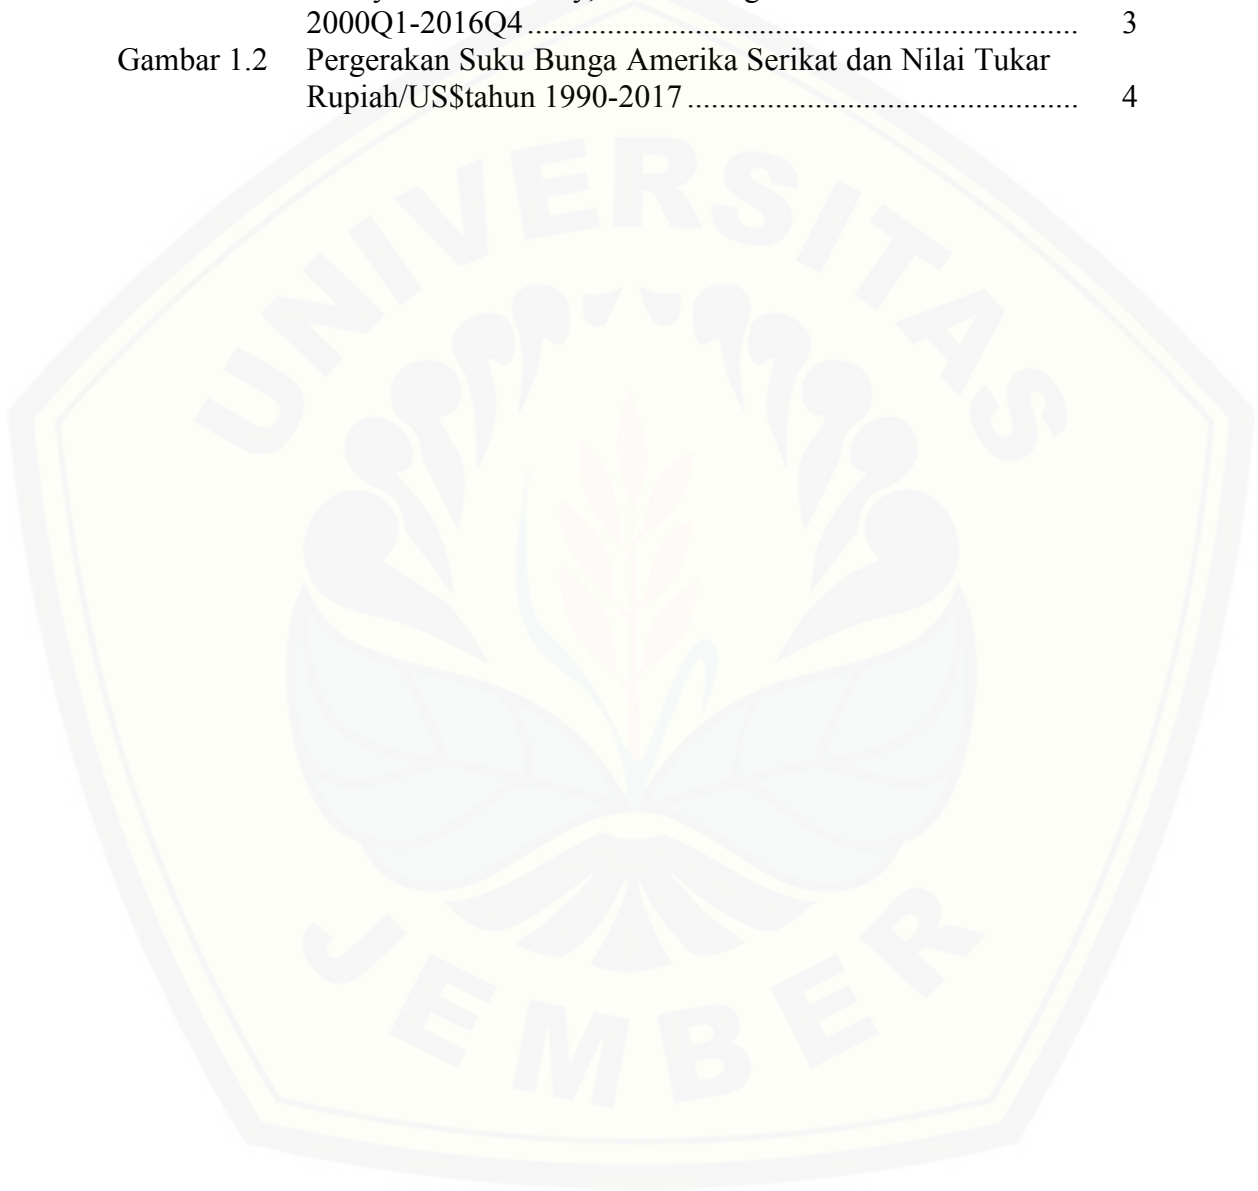 2000Q1-2016Q4 ..................................................................... 3
Gambar 1.2 Pergerakan Suku Bunga Amerika Serikat dan Nilai Tukar
Rupiah/US$tahun 1990-2017 ................................................. 4
UNIVERSITAS
JEMBER